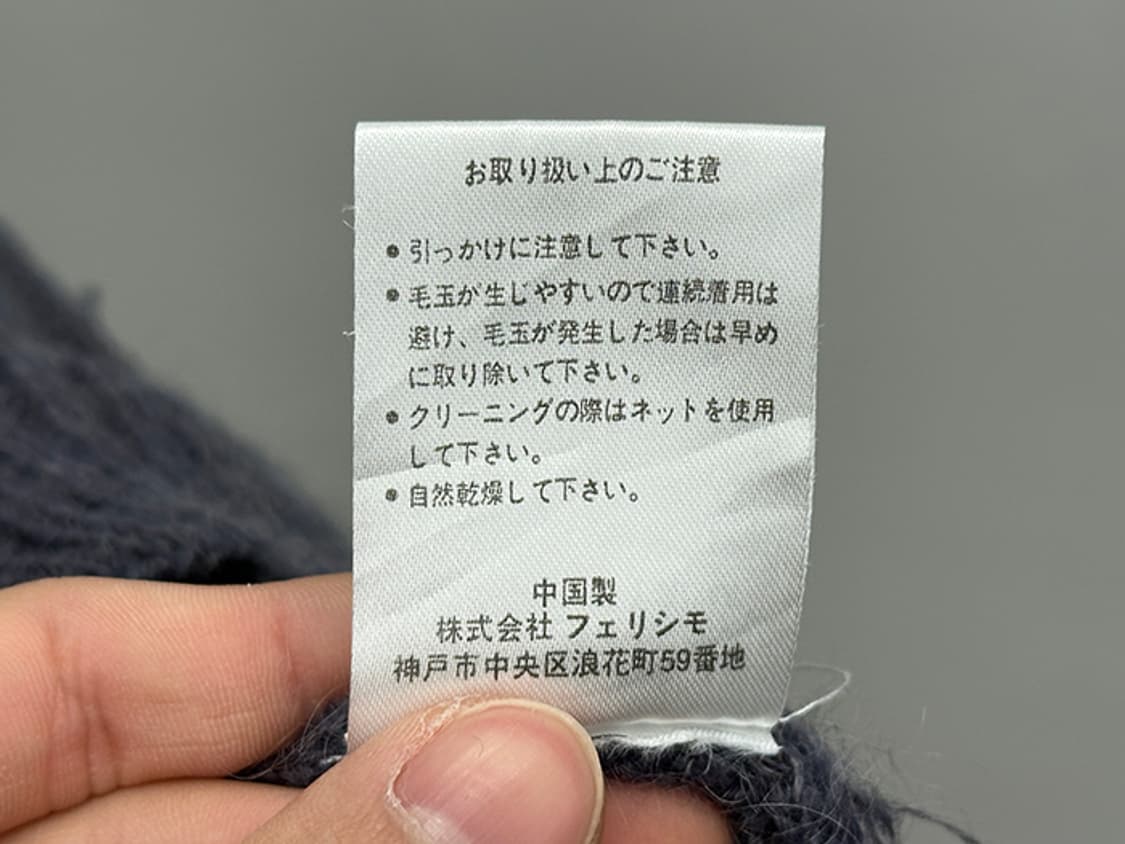 お取り扱い上のご注意
●引っかけに注意して下さい。
●毛玉が生じやすいので連続着用は
避け、毛玉が発生した場合は早め
に取り除いて下さい。
●クリーニングの際はネットを使用
して下さい。
●自然乾燥して下さい。
中国製
株式会社 フェリシモ
神戸市中央区浪花町59番地